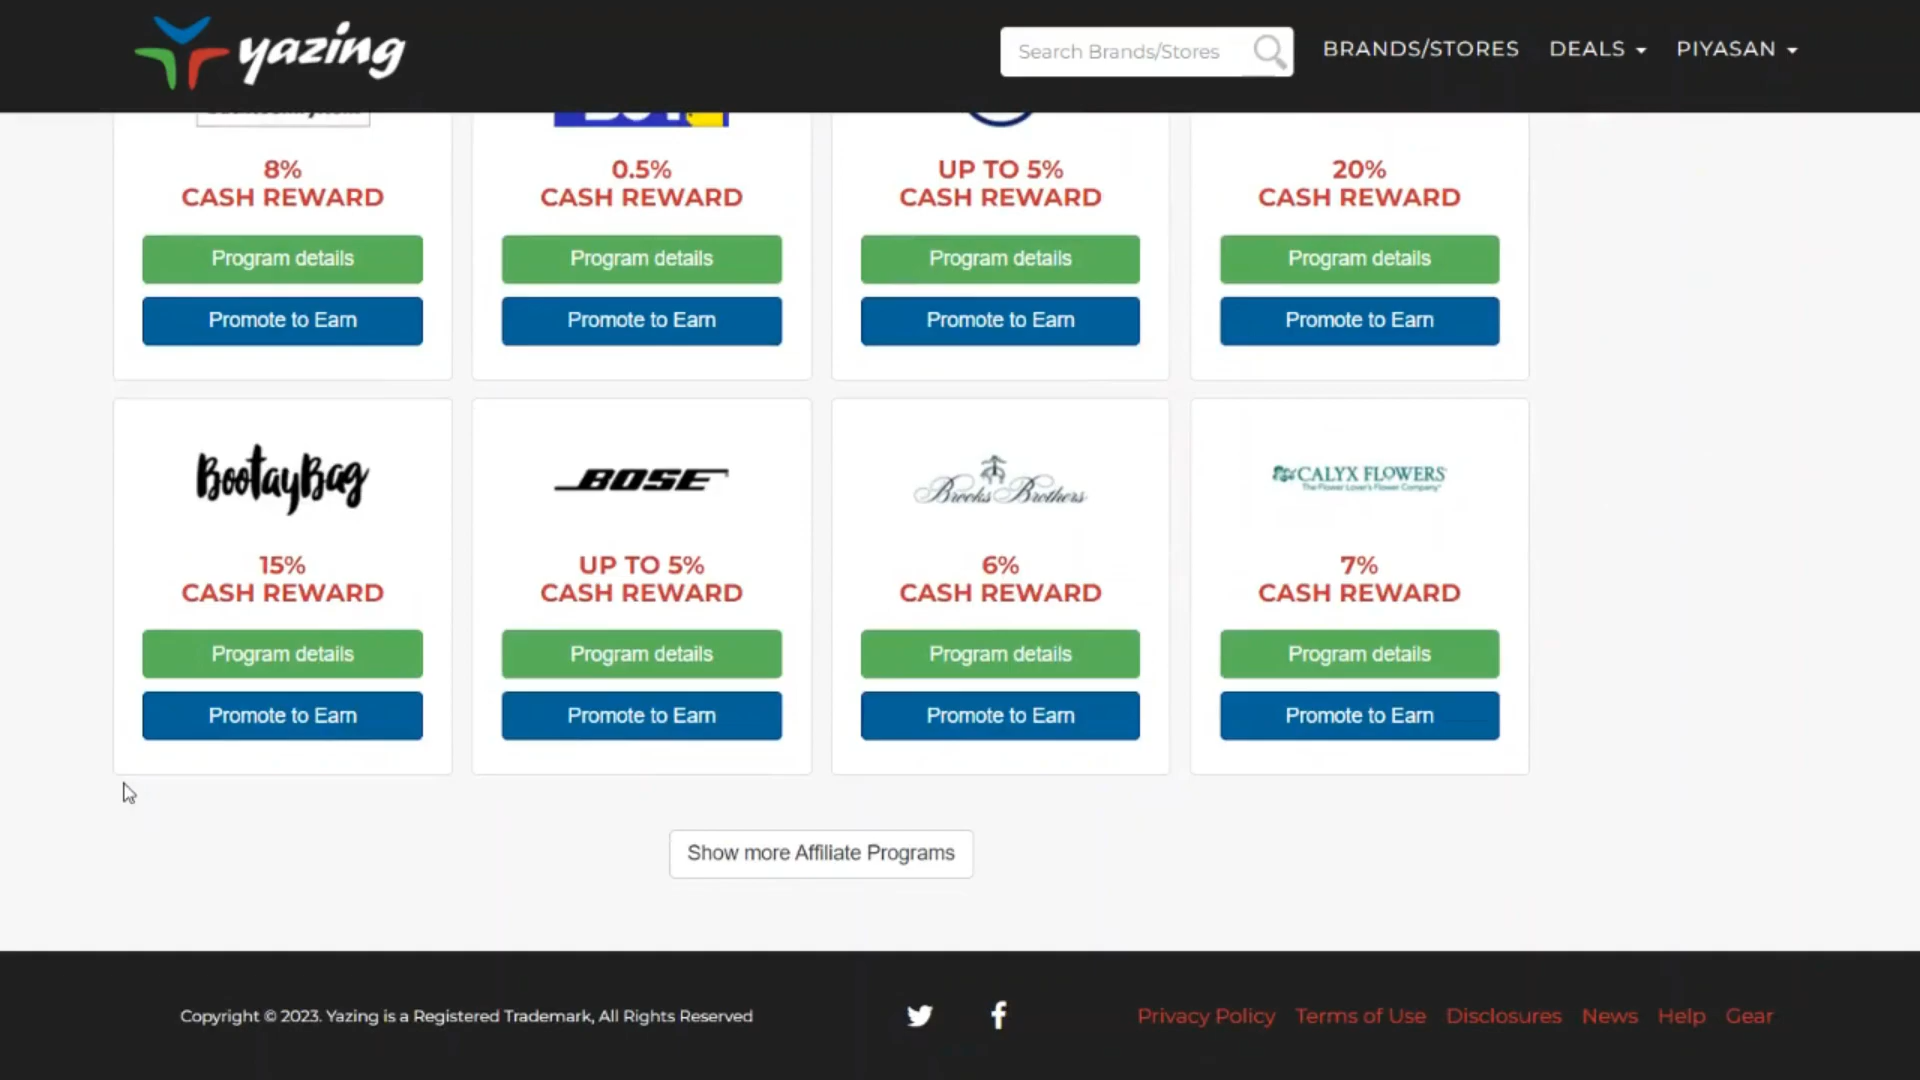 yazing
Search Brands/Stores
BRANDS/STORES
DEALS
PIYASAN
8%
CASH REWARD
0.5%
CASH REWARD
UP TO 5%
CASH REWARD
20%
CASH REWARD
Program details
Program details
Program details
Program details
Promote to Earn
Promote to Earn
Promote to Earn
Promote to Earn
BootayBag
BOSE
Brooks Brothers
CALYX FLOWERS
The Flower Lover's Flower Company
15%
CASH REWARD
UP TO 5%
CASH REWARD
6%
CASH REWARD
7%
CASH REWARD
Program details
Program details
Program details
Program details
Promote to Earn
Promote to Earn
Promote to Earn
Promote to Earn
Show more Affiliate Programs
Copyright © 2023. Yazing is a Registered Trademark, All Rights Reserved
Privacy Policy
Terms of Use
Disclosures
News
Help
Gear